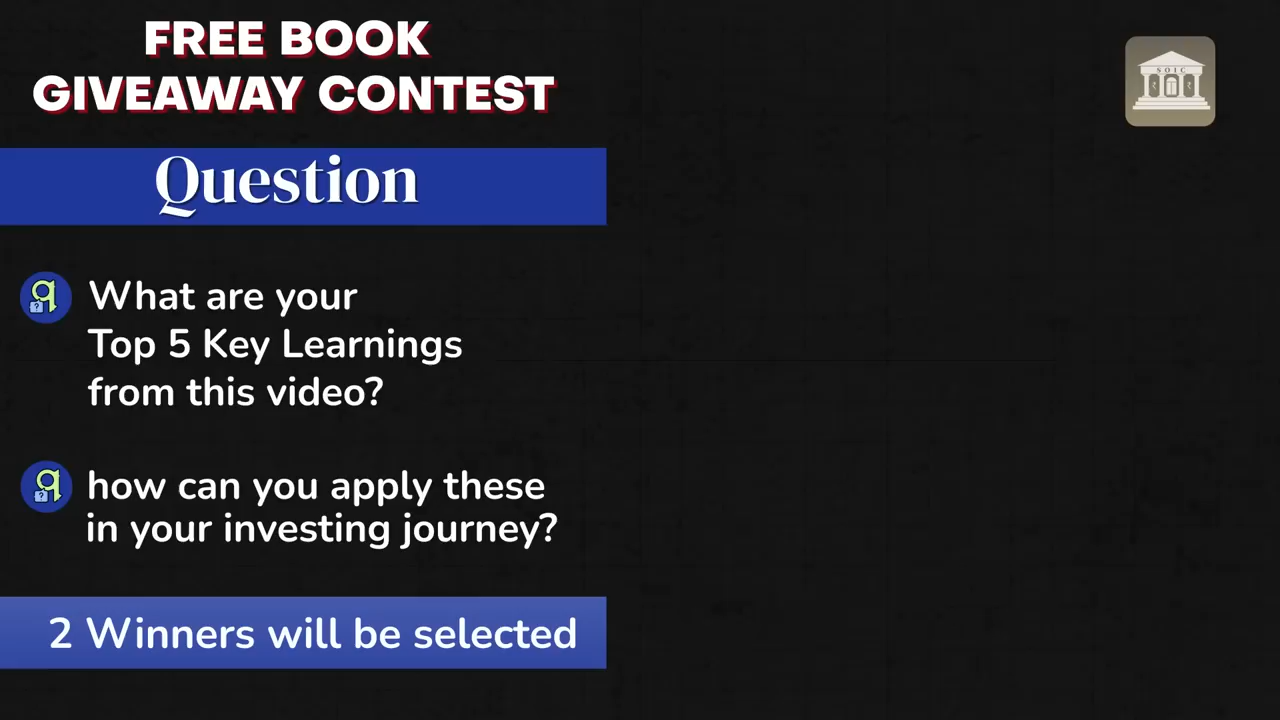 FREE BOOK
GIVEAWAY CONTEST
SOIC
Question
What are your
Top 5 Key Learnings
from this video?
how can you apply these
in your investing journey?
2 Winners will be selected